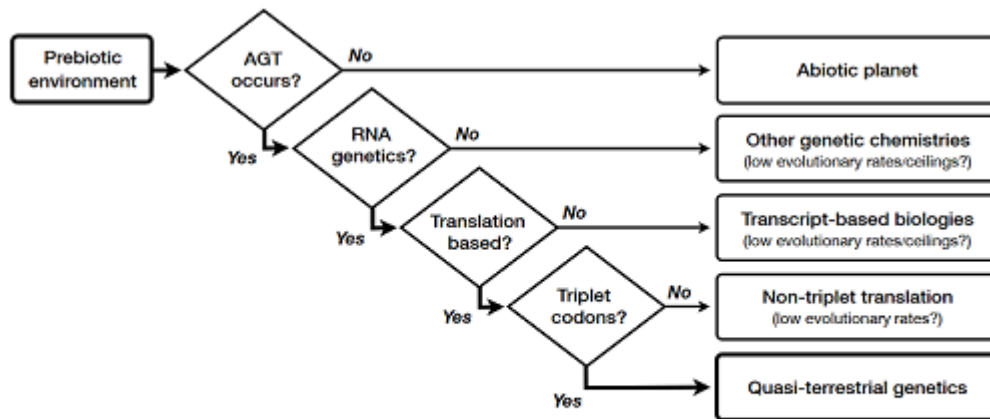 Prebiotic
environment
AGT
occurs?
No
Abiotic planet
Yes
RNA
genetics?
No
Other genetic chemistries
(low evolutionary rates/ceilings?)
Yes
Translation
based?
No
Transcript-based biologies
(low evolutionary rates/ceilings?)
Yes
Triplet
codons?
No
Non-triplet translation
(low evolutionary rates?)
Yes
Quasi-terrestrial genetics